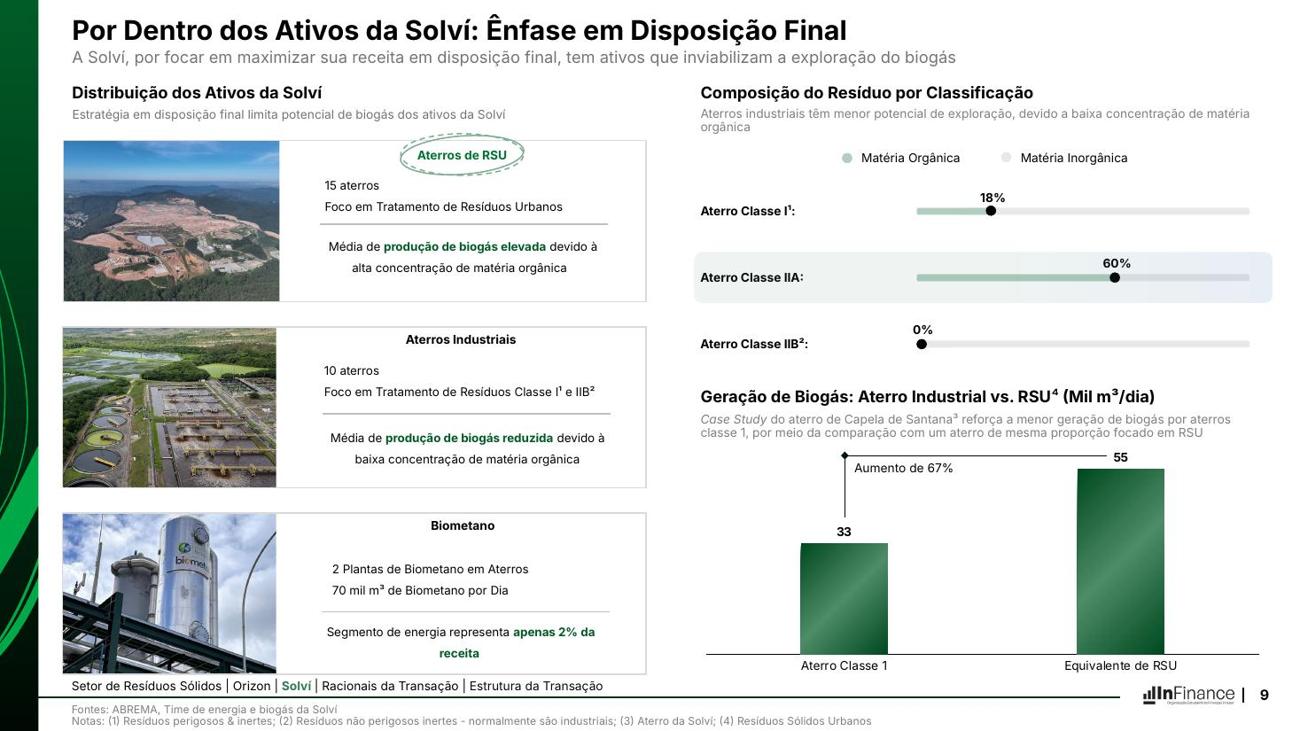 Por Dentro dos Ativos da Solví: Ênfase em Disposição Final
A Solví, por focar em maximizar sua receita em disposição final, tem ativos que inviabilizam a exploração do biogás
Distribuição dos Ativos da Solví
Estratégia em disposição final limita potencial de biogás dos ativos da Solví
Aterros de RSU
15 aterros
Foco em Tratamento de Resíduos Urbanos
Média de produção de biogás elevada devido à
alta concentração de matéria orgânica
Aterros Industriais
10 aterros
Foco em Tratamento de Resíduos Classe I¹ e IIB²
Média de produção de biogás reduzida devido à
baixa concentração de matéria orgânica
Biometano
2 Plantas de Biometano em Aterros
70 mil m³ de Biometano por Dia
Segmento de energia representa apenas 2% da
receita
Composição do Resíduo por Classificação
Aterros industriais têm menor potencial de exploração, devido a baixa concentração de matéria
orgânica
Matéria Orgânica
Matéria Inorgânica
18%
Aterro Classe I¹:
60%
Aterro Classe IIA:
0%
Aterro Classe IIB²:
Geração de Biogás: Aterro Industrial vs. RSU⁴ (Mil m³/dia)
Case Study do aterro de Capela de Santana³ reforça a menor geração de biogás por aterros
classe 1, por meio da comparação com um aterro de mesma proporção focado em RSU
55
Aumento de 67%
33
Aterro Classe 1
Equivalente de RSU
Setor de Resíduos Sólidos | Orizon | Solví | Racionais da Transação | Estrutura da Transação
InFinance | 9
Fontes: ABREMA, Time de energia e biogás da Solví
Notas: (1) Resíduos perigosos & inertes; (2) Resíduos não perigosos inertes - normalmente são industriais; (3) Aterro da Solví; (4) Resíduos Sólidos Urbanos